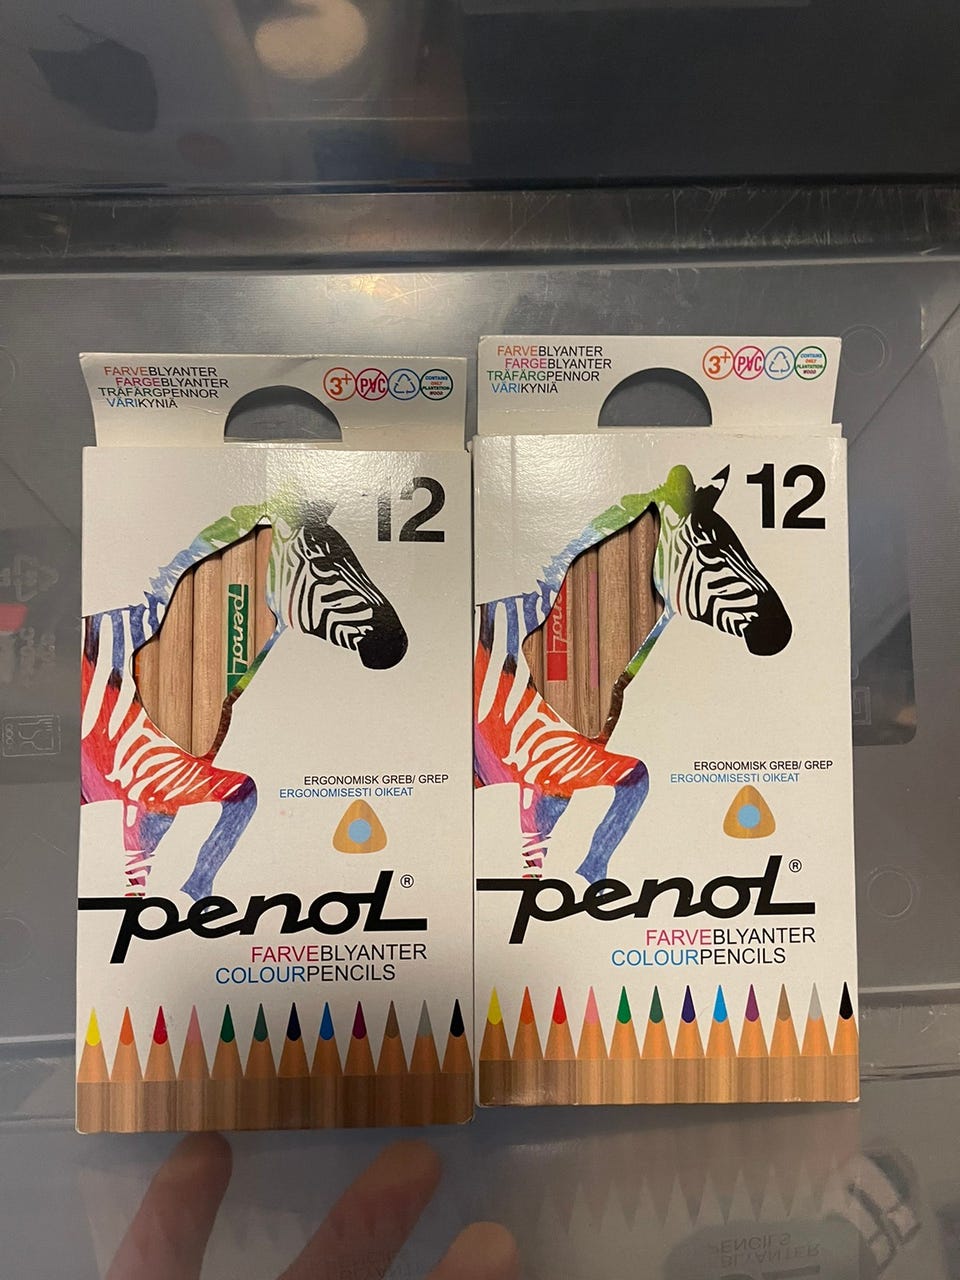 FARVEBLYANTER
FARGEBLYANTER
TRÄFÄRGPENNOR
VÄRIKYNIÄ
3+
PVC
CONTAINS
ONLY
PLANTATION
WOOD
12
penol
ERGONOMISK GREB/ GREP
ERGONOMISESTI OIKEAT
penol®
FARVEBLYANTER
COLOURPENCILS
FARVEBLYANTER
FARGEBLYANTER
TRÄFÄRGPENNOR
VÄRIKYNIÄ
3+
PVC
CONTAINS
ONLY
PLANTATION
WOOD
12
ERGONOMISK GREB/ GREP
ERGONOMISESTI OIKEAT
penol®
FARVEBLYANTER
COLOURPENCILS